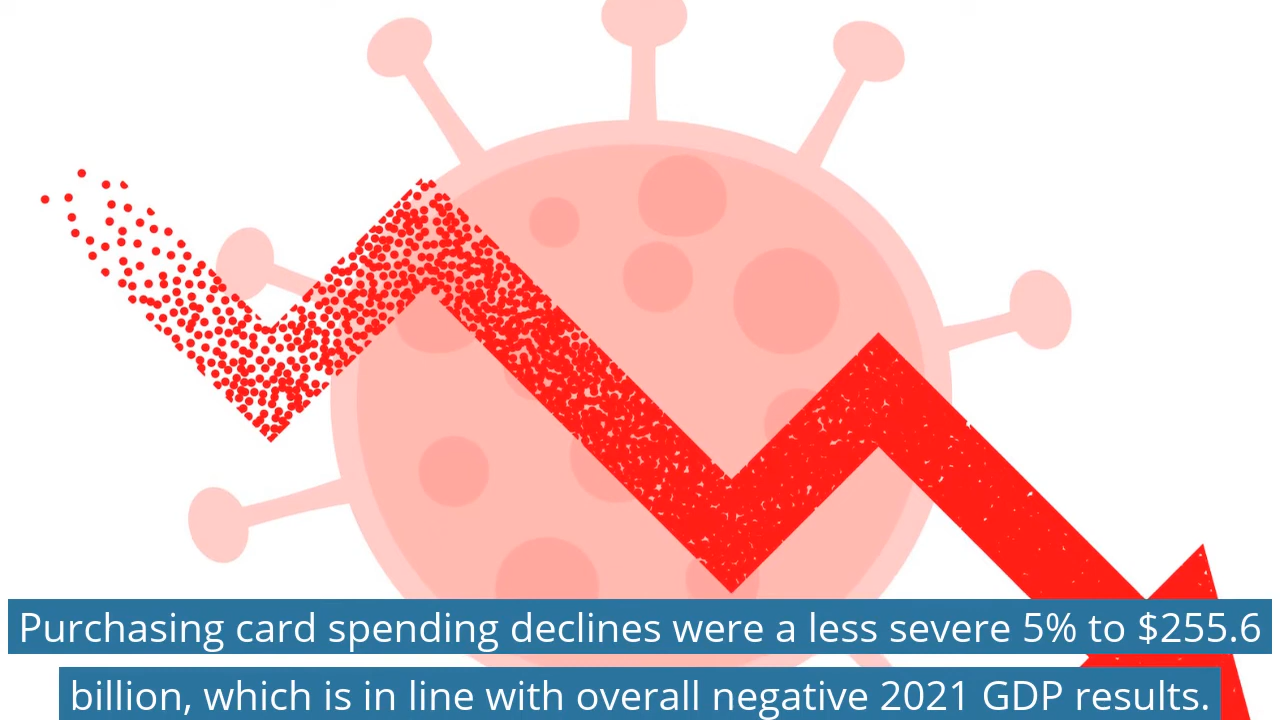 Purchasing card spending declines were a less severe 5% to $255.6
billion, which is in line with overall negative 2021 GDP results.